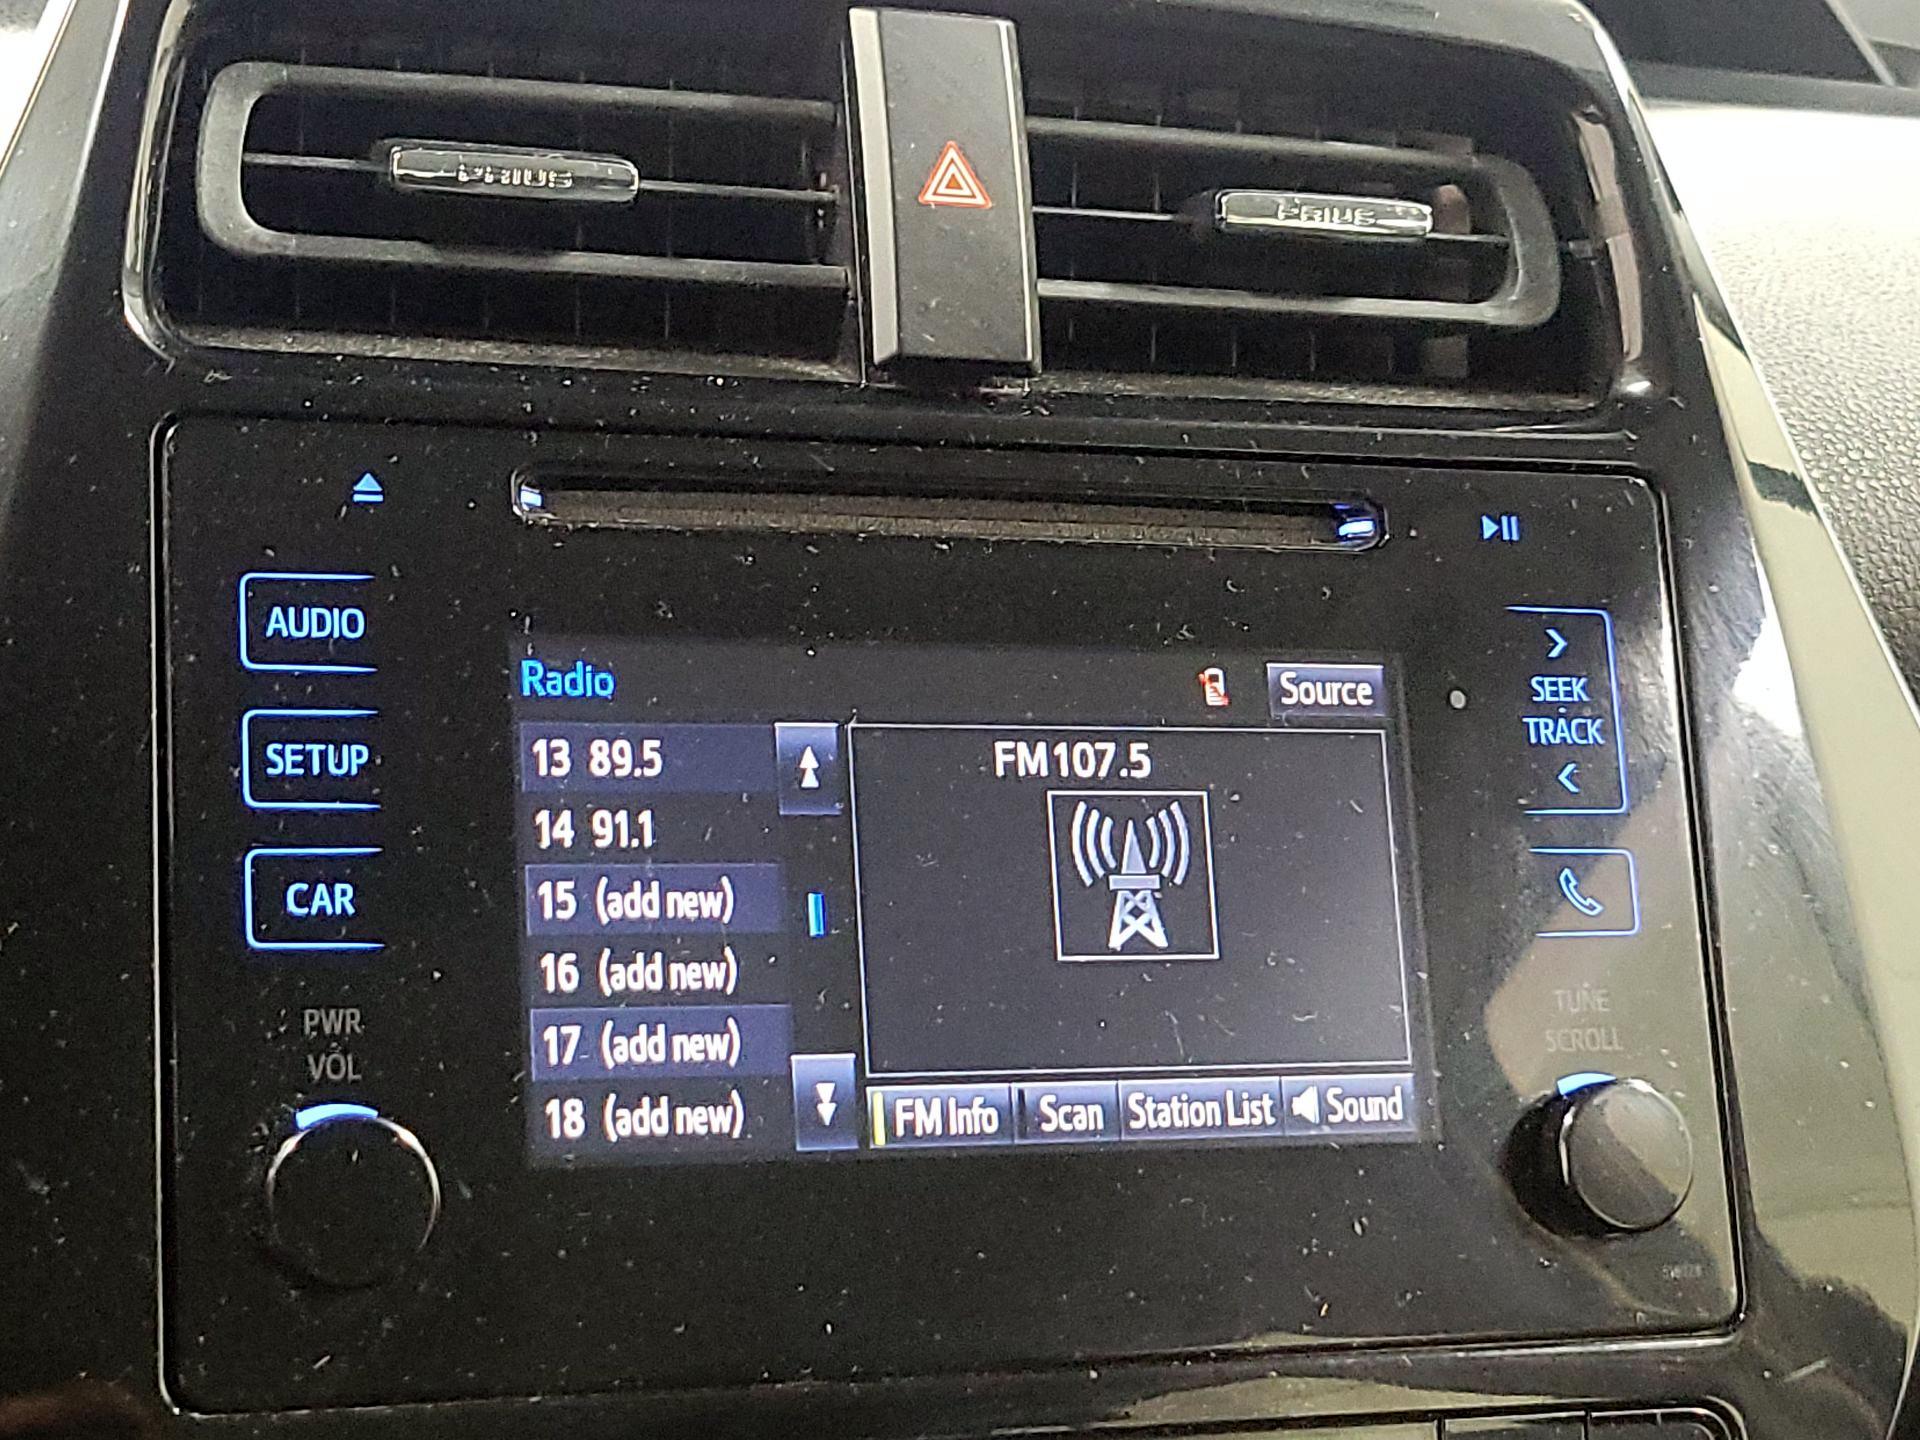 PRIUS
PRIUS
AUDIO
SETUP
CAR
PWR
VOL
Radio
Source
13 89.5
14 91.1
15 (add new)
16 (add new)
17 (add new)
18 (add new)
FM107.5
FM Info
Scan
Station List
Sound
SEEK
TRACK
TUNE
SCROLL